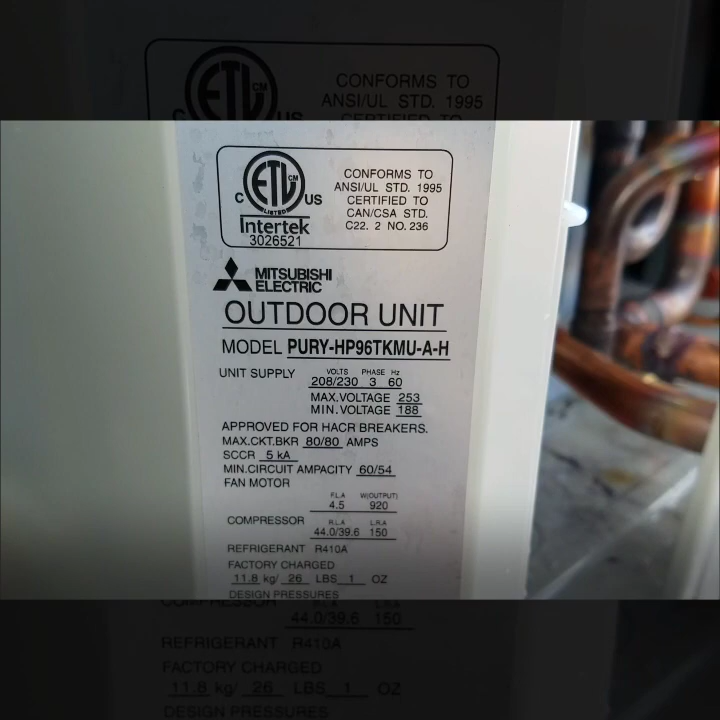 CONFORMS TO
ANSI/UL STD. 1995
CERTIFIED TO
ETL CM
C US
ETL CM
LISTED
C US
Intertek
3026521
CONFORMS TO
ANSI/UL STD. 1995
CERTIFIED TO
CAN/CSA STD.
C22. 2 NO.236
MITSUBISHI
ELECTRIC
OUTDOOR UNIT
MODEL PURY-HP96TKMU-A-H
UNIT SUPPLY VOLTS PHASE Hz
208/230 3 60
MAX.VOLTAGE 253
MIN.VOLTAGE 188
APPROVED FOR HACR BREAKERS.
MAX.CKT.BKR 80/80 AMPS
SCCR 5 kA
MIN.CIRCUIT AMPACITY 60/54
FAN MOTOR
F.L.A W(OUTPUT)
4.5 920
COMPRESSOR R.L.A L.R.A
44.0/39.6 150
REFRIGERANT R410A
FACTORY CHARGED
11.8 kg/ 26 LBS 1 OZ
DESIGN PRESSURES
COMPRESSOR R.L.A L.R.A
44.0/39.6 150
REFRIGERANT R410A
FACTORY CHARGED
11.8 kg/ 26 LBS 1 OZ
DESIGN PRESSURES